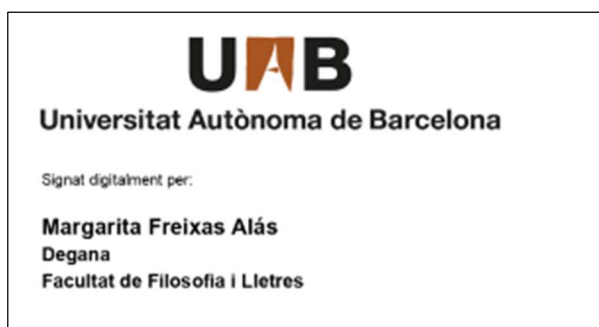 UAB
Universitat Autònoma de Barcelona
Signat digitalment per:
Margarita Freixas Alás
Degana
Facultat de Filosofia i Lletres